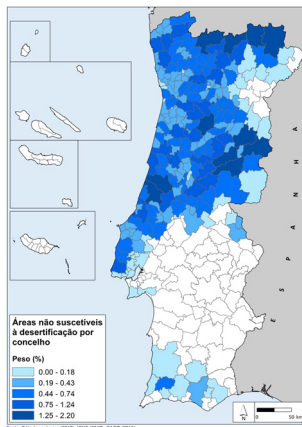 E S P A N H A
Áreas não suscetíveis
à desertificação por
concelho
Peso (%)
0.00 - 0.18
0.19 - 0.43
0.44 - 0.74
0.75 - 1.24
1.25 - 2.20
N
0
50 km